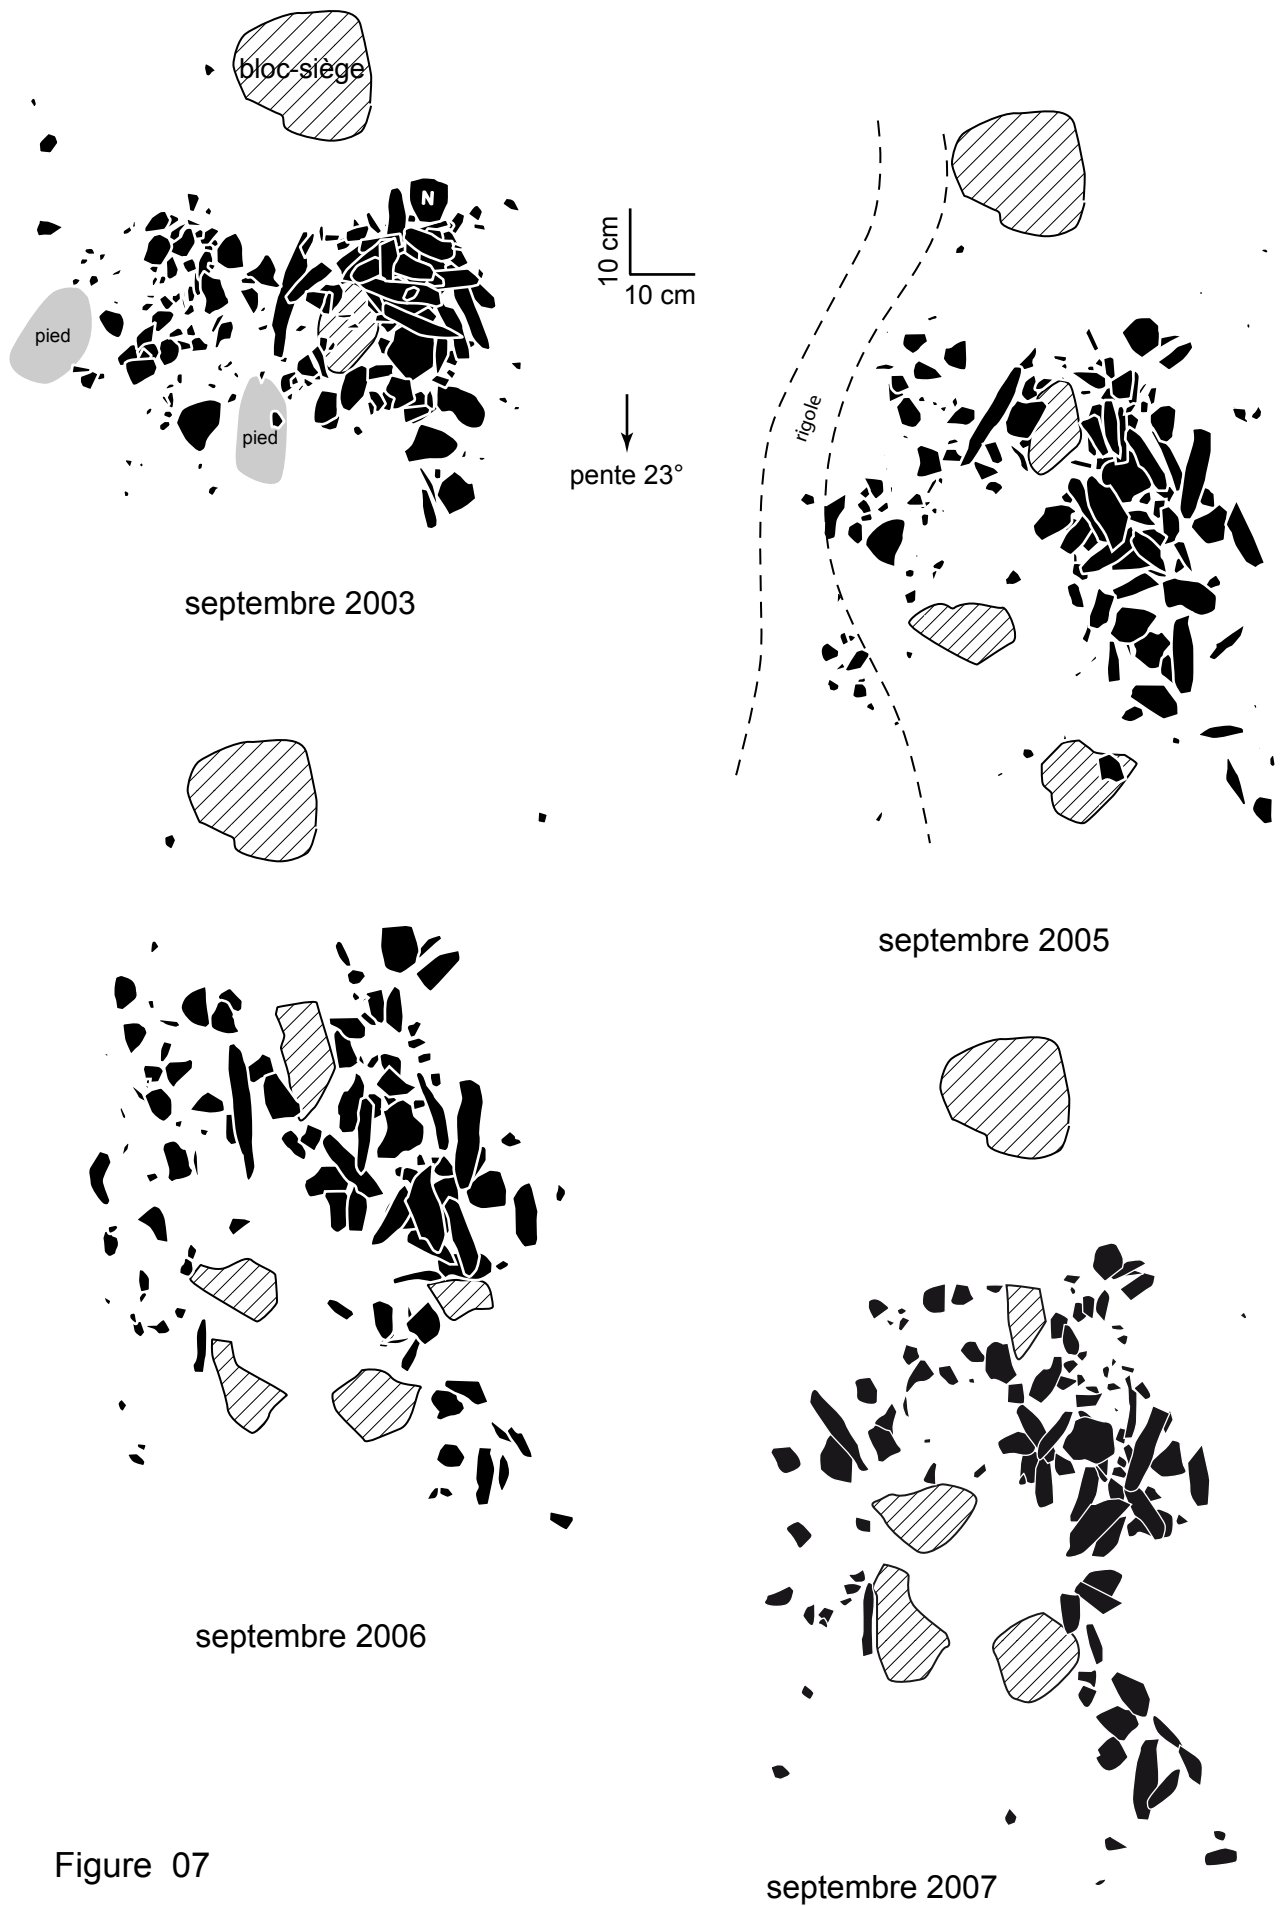 bloc-siège
N
pied
pied
10 cm
10 cm
pente 23°
septembre 2003
rigole
septembre 2005
septembre 2006
septembre 2007
Figure 07